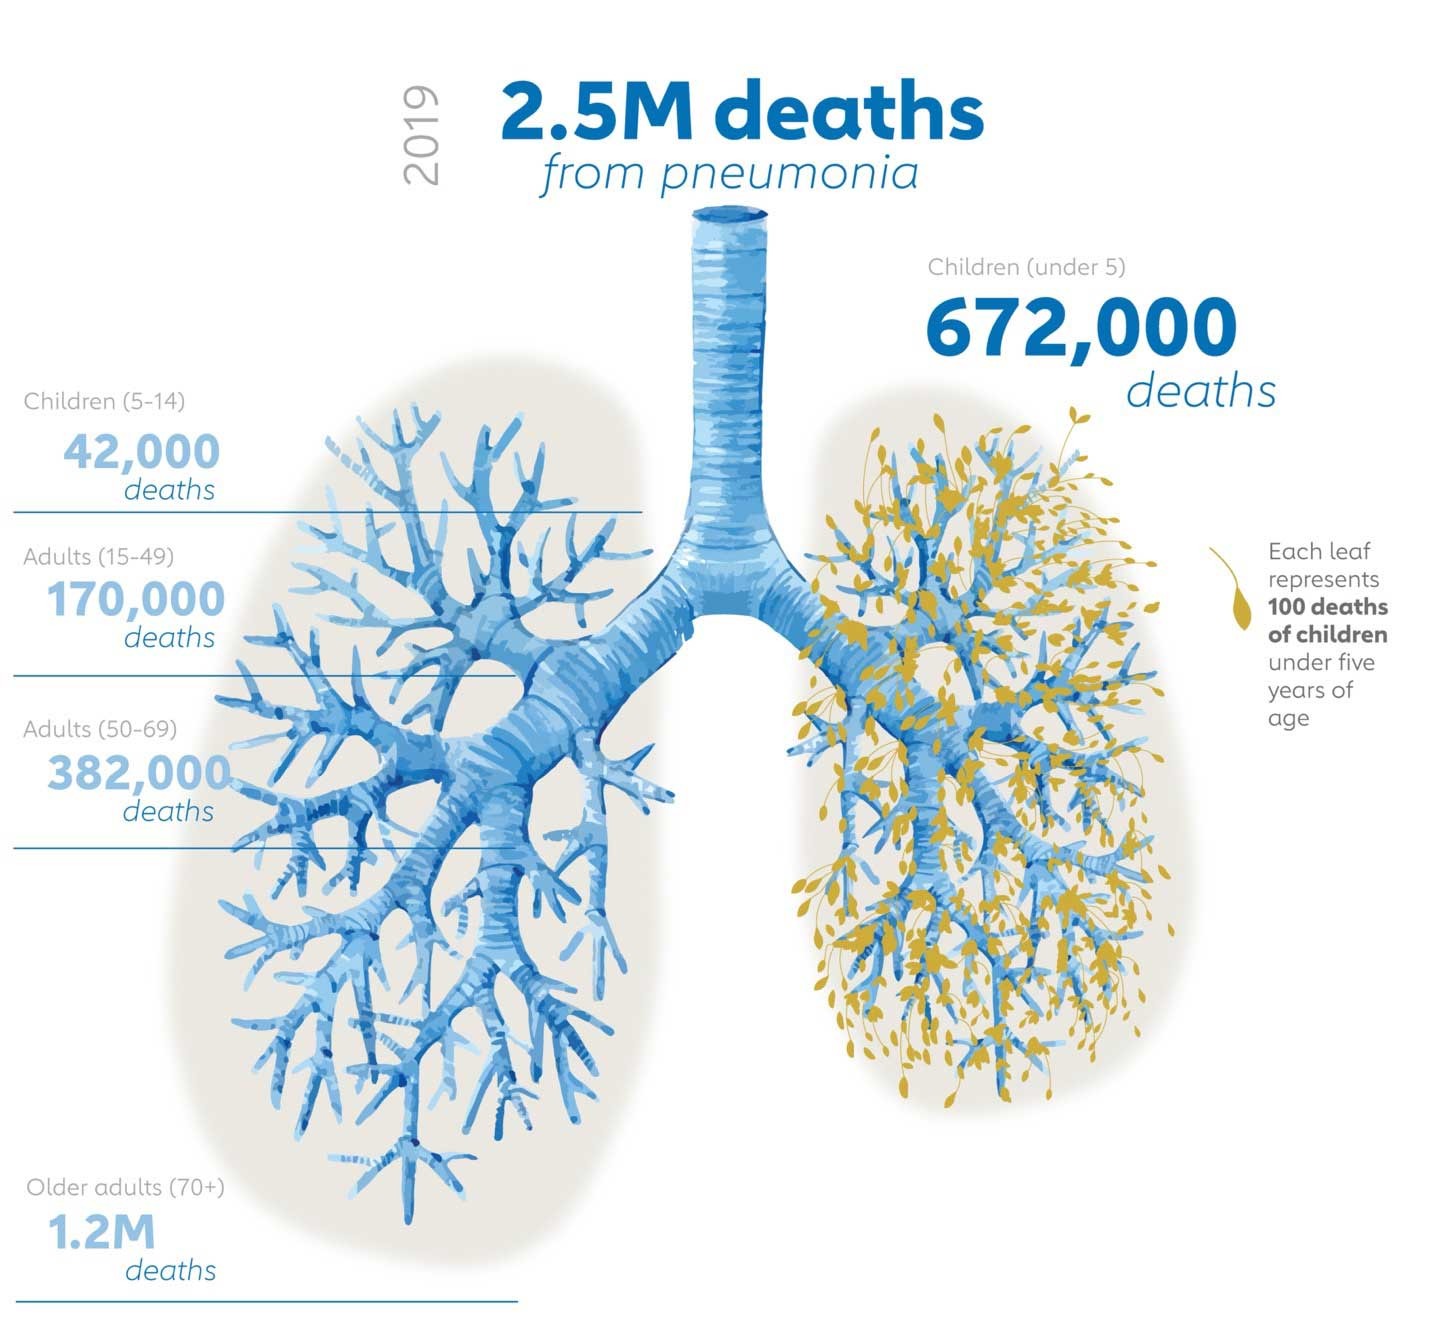 2019
2.5M deaths
from pneumonia
Children (under 5)
672,000
deaths
Children (5-14)
42,000
deaths
Adults (15-49)
170,000
deaths
Adults (50-69)
382,000
deaths
Older adults (70+)
1.2M
deaths
Each leaf
represents
100 deaths
of children
under five
years of
age